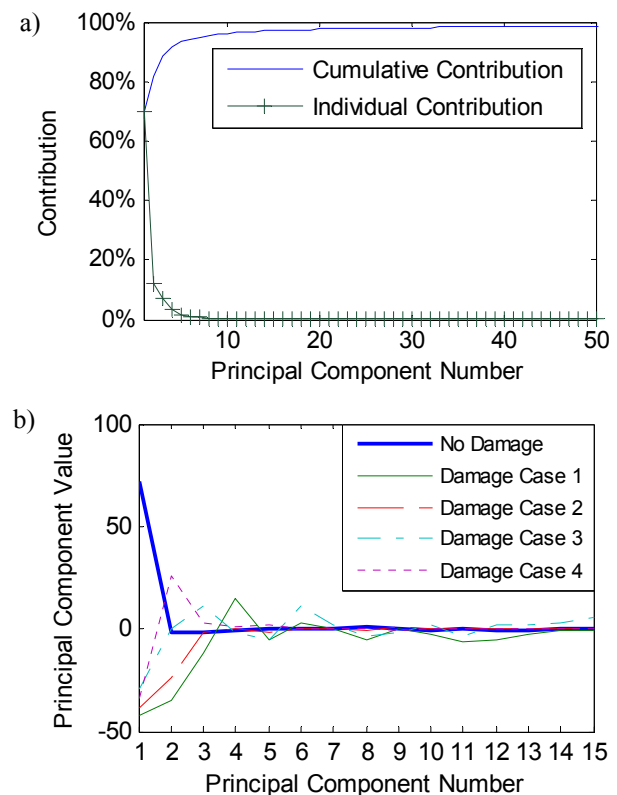 a)
100%
80%
60%
40%
20%
0%
Contribution
Cumulative Contribution
Individual Contribution
10 20 30 40 50
Principal Component Number
b)
100
50
0
-50
Principal Component Value
No Damage
Damage Case 1
Damage Case 2
Damage Case 3
Damage Case 4
1 2 3 4 5 6 7 8 9 10 11 12 13 14 15
Principal Component Number